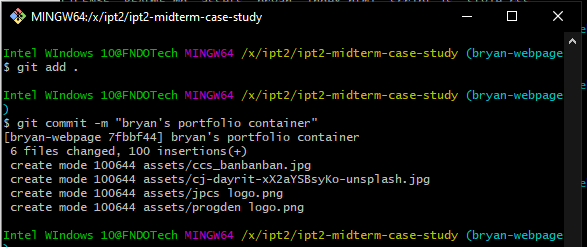 MINGW64:/x/ipt2/ipt2-midterm-case-study
Intel WIndows 10@FNDOTech MINGW64 /x/ipt2/ipt2-midterm-case-study (bryan-webpage
)
$ git add .
Intel WIndows 10@FNDOTech MINGW64 /x/ipt2/ipt2-midterm-case-study (bryan-webpage
)
$ git commit -m "bryan's portfolio container"
[bryan-webpage 7fbbf44] bryan's portfolio container
6 files changed, 100 insertions(+)
create mode 100644 assets/ccs_banbanban.jpg
create mode 100644 assets/cj-dayrit-xX2aYSBsyKo-unsplash.jpg
create mode 100644 assets/jpcs logo.png
create mode 100644 assets/progden logo.png
Intel WIndows 10@FNDOTech MINGW64 /x/ipt2/ipt2-midterm-case-study (bryan-webpage